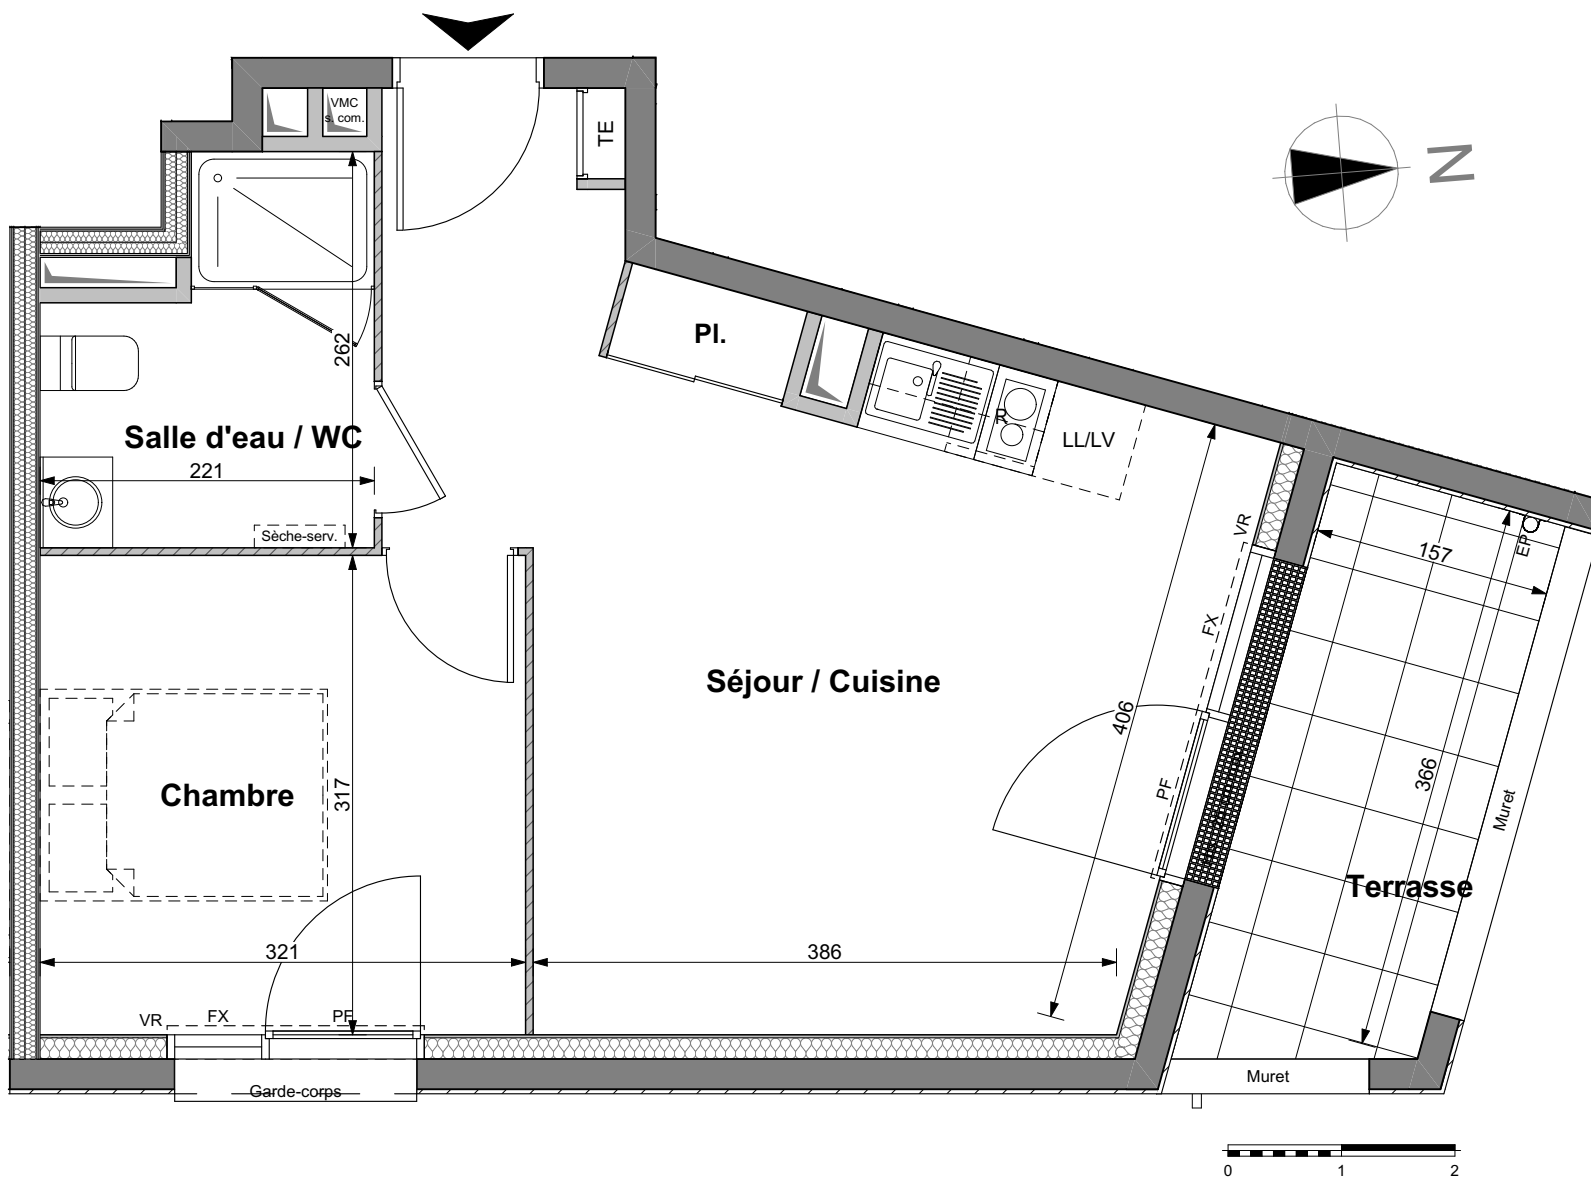 VMC
s. com.
TE
N
Pl.
262
R
LL/LV
Salle d'eau / WC
221
Sèche-serv.
VR
157
EP
FX
Séjour / Cuisine
406
PF
366
Muret
Chambre
317
Terrasse
321
386
VR
FX
PF
Garde-corps
Muret
0 1 2